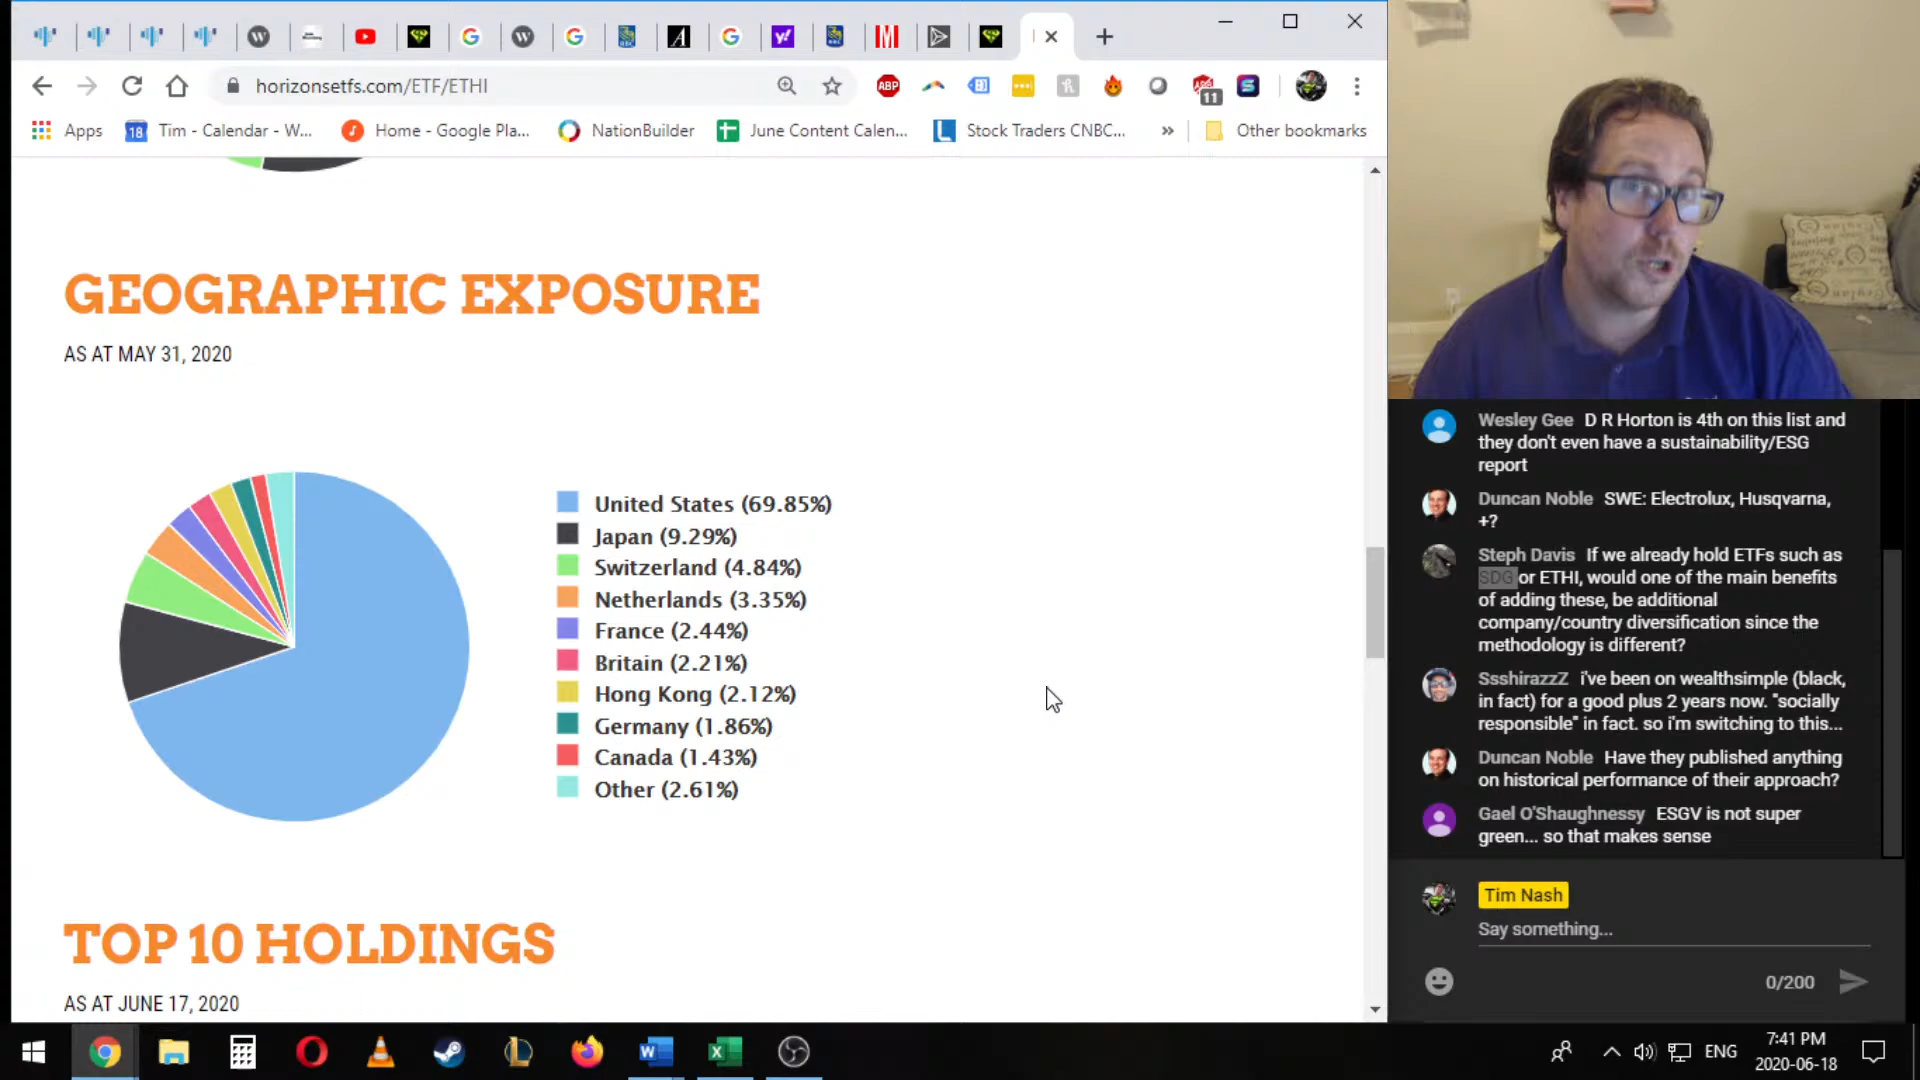 horizonsetfs.com/ETF/ETHI
ABP
11
Apps
18
Tim - Calendar - W...
Home - Google Pla...
NationBuilder
June Content Calen...
Stock Traders CNBC...
»
Other bookmarks
GEOGRAPHIC EXPOSURE
AS AT MAY 31, 2020
United States (69.85%)
Japan (9.29%)
Switzerland (4.84%)
Netherlands (3.35%)
France (2.44%)
Britain (2.21%)
Hong Kong (2.12%)
Germany (1.86%)
Canada (1.43%)
Other (2.61%)
TOP 10 HOLDINGS
AS AT JUNE 17, 2020
Wesley Gee D R Horton is 4th on this list and
they don't even have a sustainability/ESG
report
Duncan Noble SWE: Electrolux, Husqvarna,
+?
Steph Davis If we already hold ETFs such as
SDG or ETHI, would one of the main benefits
of adding these, be additional
company/country diversification since the
methodology is different?
SsshirazzZ i've been on wealthsimple (black,
in fact) for a good plus 2 years now. "socially
responsible" in fact. so i'm switching to this...
Duncan Noble Have they published anything
on historical performance of their approach?
Gael O'Shaughnessy ESGV is not super
green... so that makes sense
Tim Nash
Say something...
0/200
ENG
7:41 PM
2020-06-18